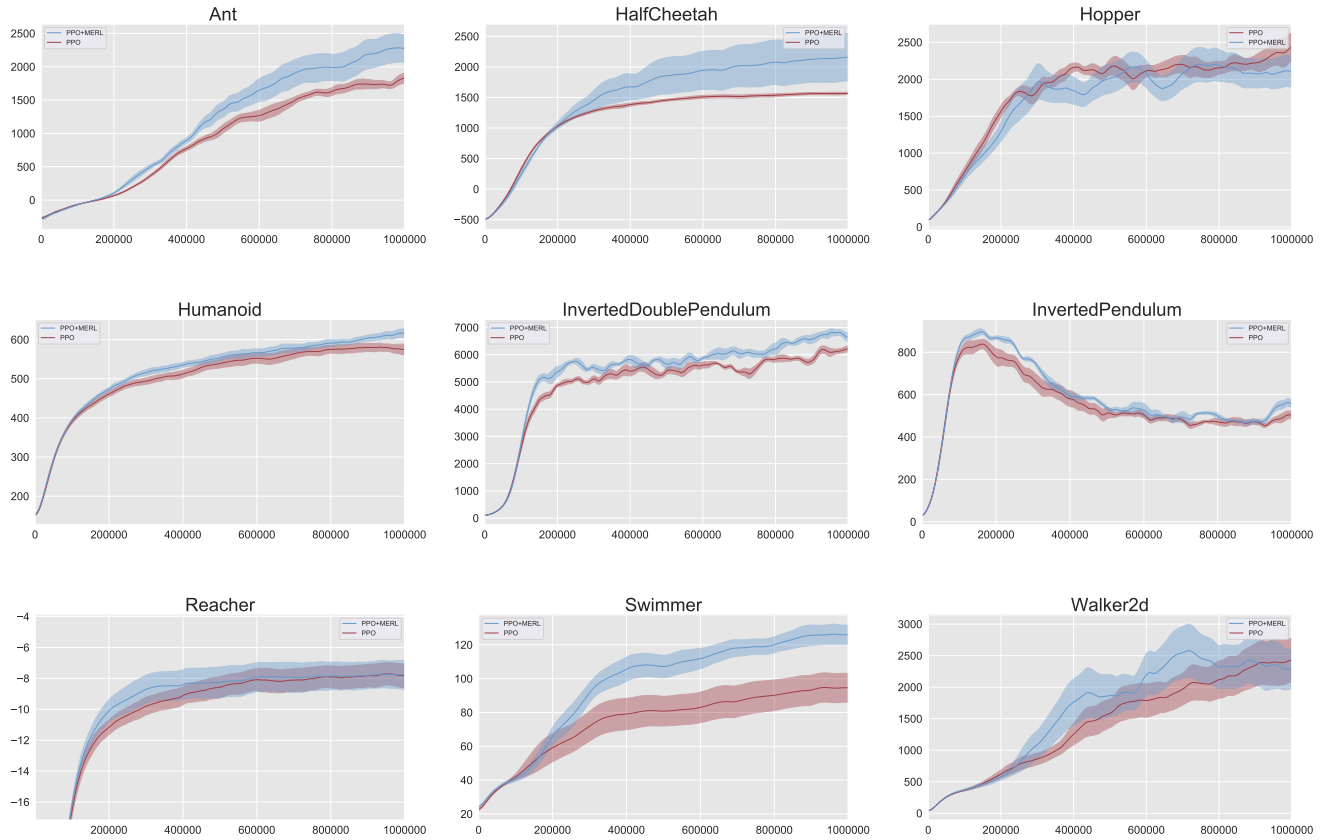 Ant
PPO+MERL
PPO
2500
2000
1500
1000
500
0
0 200000 400000 600000 800000 1000000
HalfCheetah
PPO+MERL
PPO
2500
2000
1500
1000
500
0
−500
0 200000 400000 600000 800000 1000000
Hopper
PPO
PPO+MERL
2500
2000
1500
1000
500
0
0 200000 400000 600000 800000 1000000
Humanoid
PPO+MERL
PPO
600
500
400
300
200
0 200000 400000 600000 800000 1000000
InvertedDoublePendulum
PPO+MERL
PPO
7000
6000
5000
4000
3000
2000
1000
0
0 200000 400000 600000 800000 1000000
InvertedPendulum
PPO+MERL
PPO
800
600
400
200
0
0 200000 400000 600000 800000 1000000
Reacher
PPO+MERL
PPO
−4
−6
−8
−10
−12
−14
−16
200000 400000 600000 800000 1000000
Swimmer
PPO+MERL
PPO
120
100
80
60
40
20
0 200000 400000 600000 800000 1000000
Walker2d
PPO+MERL
PPO
3000
2500
2000
1500
1000
500
0
0 200000 400000 600000 800000 1000000